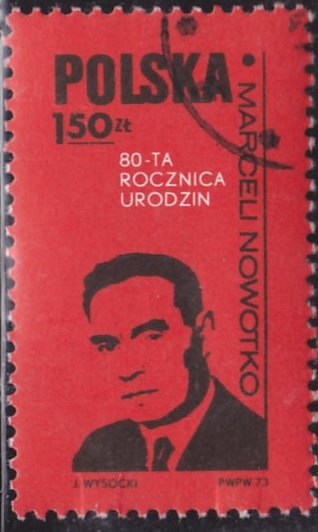 POLSKA
150 zł
80-TA
ROCZNICA
URODZIN
MARCELI NOWOTKO
J. WYSOCKI
PWPW 73